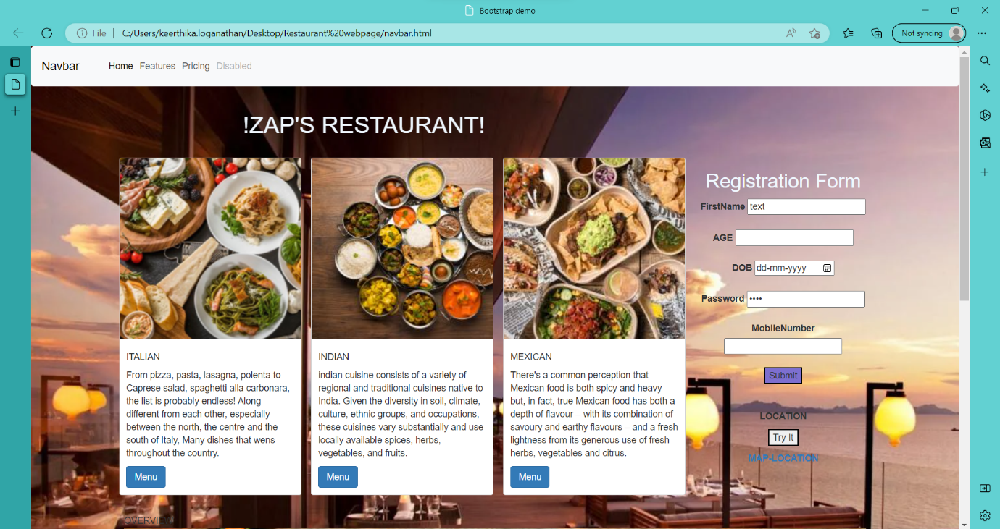 Bootstrap demo
File
C:/Users/keerthika.loganathan/Desktop/Restaurant%20webpage/navbar.html
Not syncing
Navbar Home Features Pricing Disabled
!ZAP'S RESTAURANT!
ITALIAN
From pizza, pasta, lasagna, polenta to
Caprese salad, spaghetti alla carbonara,
the list is probably endless! Along
different from each other, especially
between the north, the centre and the
south of Italy, Many dishes that wens
throughout the country.
Menu
INDIAN
indian cuisine consists of a variety of
regional and traditional cuisines native to
India. Given the diversity in soil, climate,
culture, ethnic groups, and occupations,
these cuisines vary substantially and use
locally available spices, herbs,
vegetables, and fruits.
Menu
MEXICAN
There's a common perception that
Mexican food is both spicy and heavy
but, in fact, true Mexican food has both a
depth of flavour – with its combination of
savoury and earthy flavours – and a fresh
lightness from its generous use of fresh
herbs, vegetables and citrus.
Menu
Registration Form
FirstName text
AGE
DOB dd-mm-yyyy
Password ••••
MobileNumber
Submit
LOCATION
Try It
MAP-LOCATION
OVERVIEW